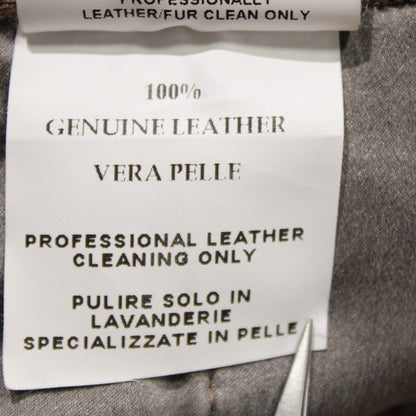 PROFESSIONALLY
LEATHER/FUR CLEAN ONLY
100%
GENUINE LEATHER
VERA PELLE
PROFESSIONAL LEATHER
CLEANING ONLY
PULIRE SOLO IN
LAVANDERIE
SPECIALIZZATE IN PELLE